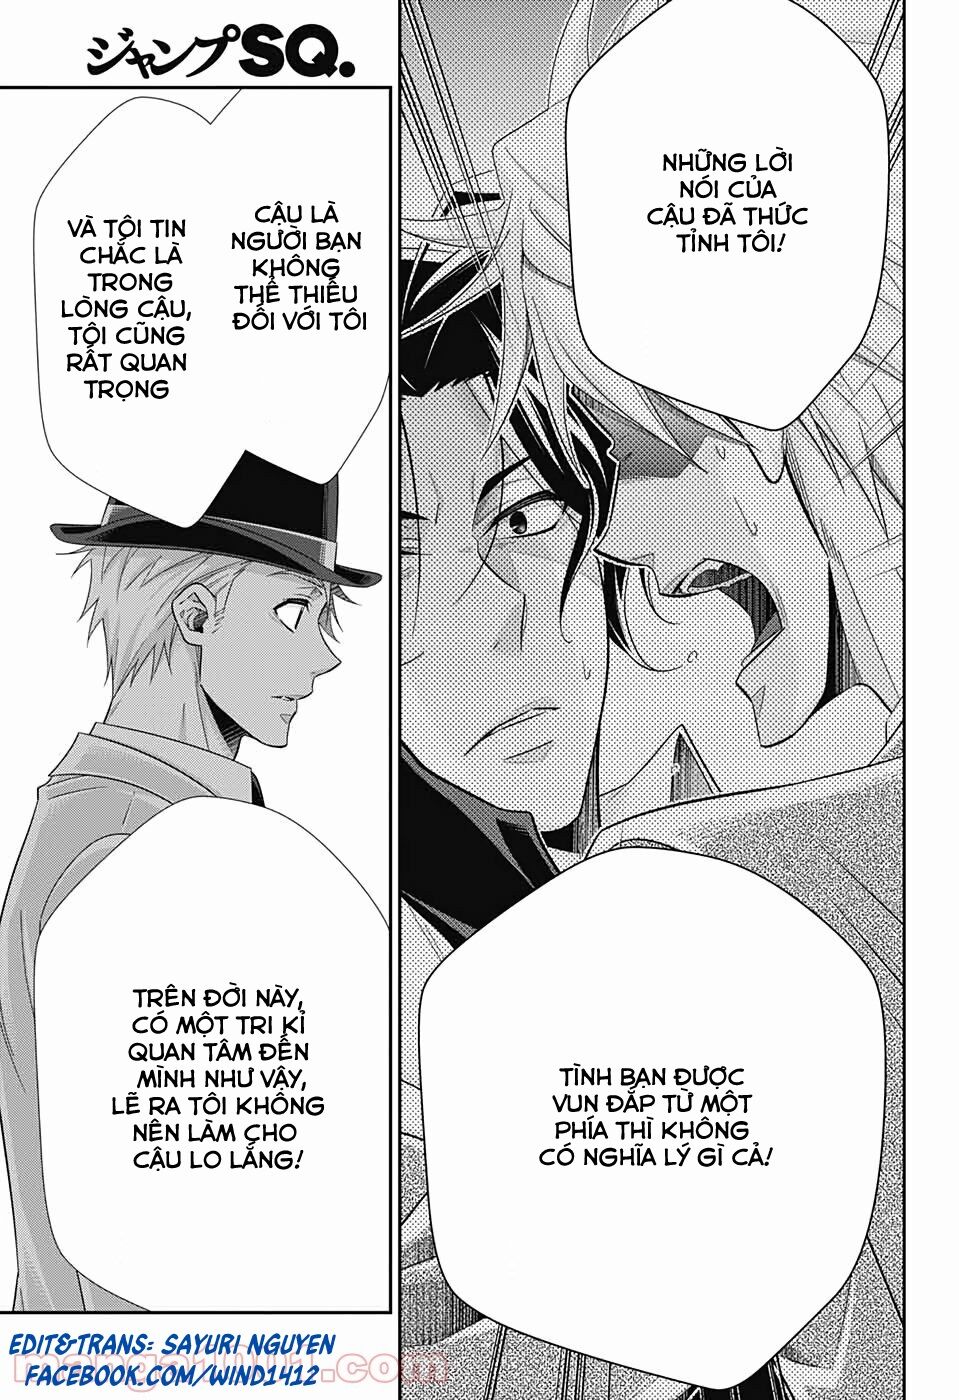 ジャンプSQ.
NHỮNG LỜI
NÓI CỦA
CẬU ĐÃ THỨC
TỈNH TÔI!
TÌNH BẠN ĐƯỢC
VUN ĐẮP TỪ MỘT
PHÍA THÌ KHÔNG
CÓ NGHĨA LÝ GÌ CẢ!
CẬU LÀ
NGƯỜI BẠN
KHÔNG
THỂ THIẾU
ĐỐI VỚI TÔI
VÀ TÔI TIN
CHẮC LÀ
TRONG
LÒNG CẬU,
TÔI CŨNG
RẤT QUAN
TRỌNG
TRÊN ĐỜI NÀY,
CÓ MỘT TRI KỈ
QUAN TÂM ĐẾN
MÌNH NHƯ VẬY,
LẼ RA TÔI KHÔNG
NÊN LÀM CHO
CẬU LO LẮNG!
EDIT&TRANS: SAYURI NGUYEN
FACEBOOK.COM/WIND1412
manga1001.com